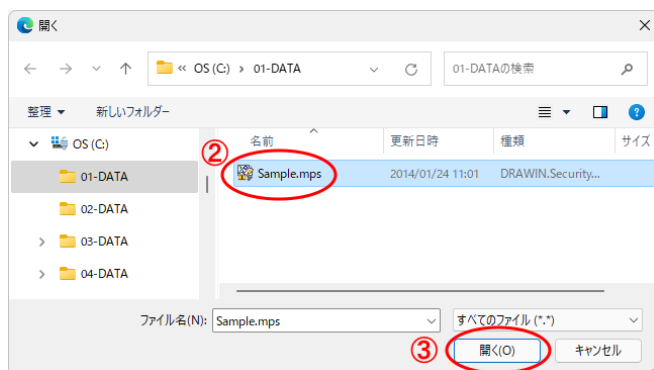 開く
« OS (C:) › 01-DATA
01-DATAの検索
整理 新しいフォルダー
OS (C:)
名前 更新日時 種類 サイズ
②
01-DATA
Sample.mps 2014/01/24 11:01 DRAWIN.Security...
02-DATA
03-DATA
04-DATA
ファイル名(N): Sample.mps すべてのファイル (*.*)
③ 開く(O) キャンセル